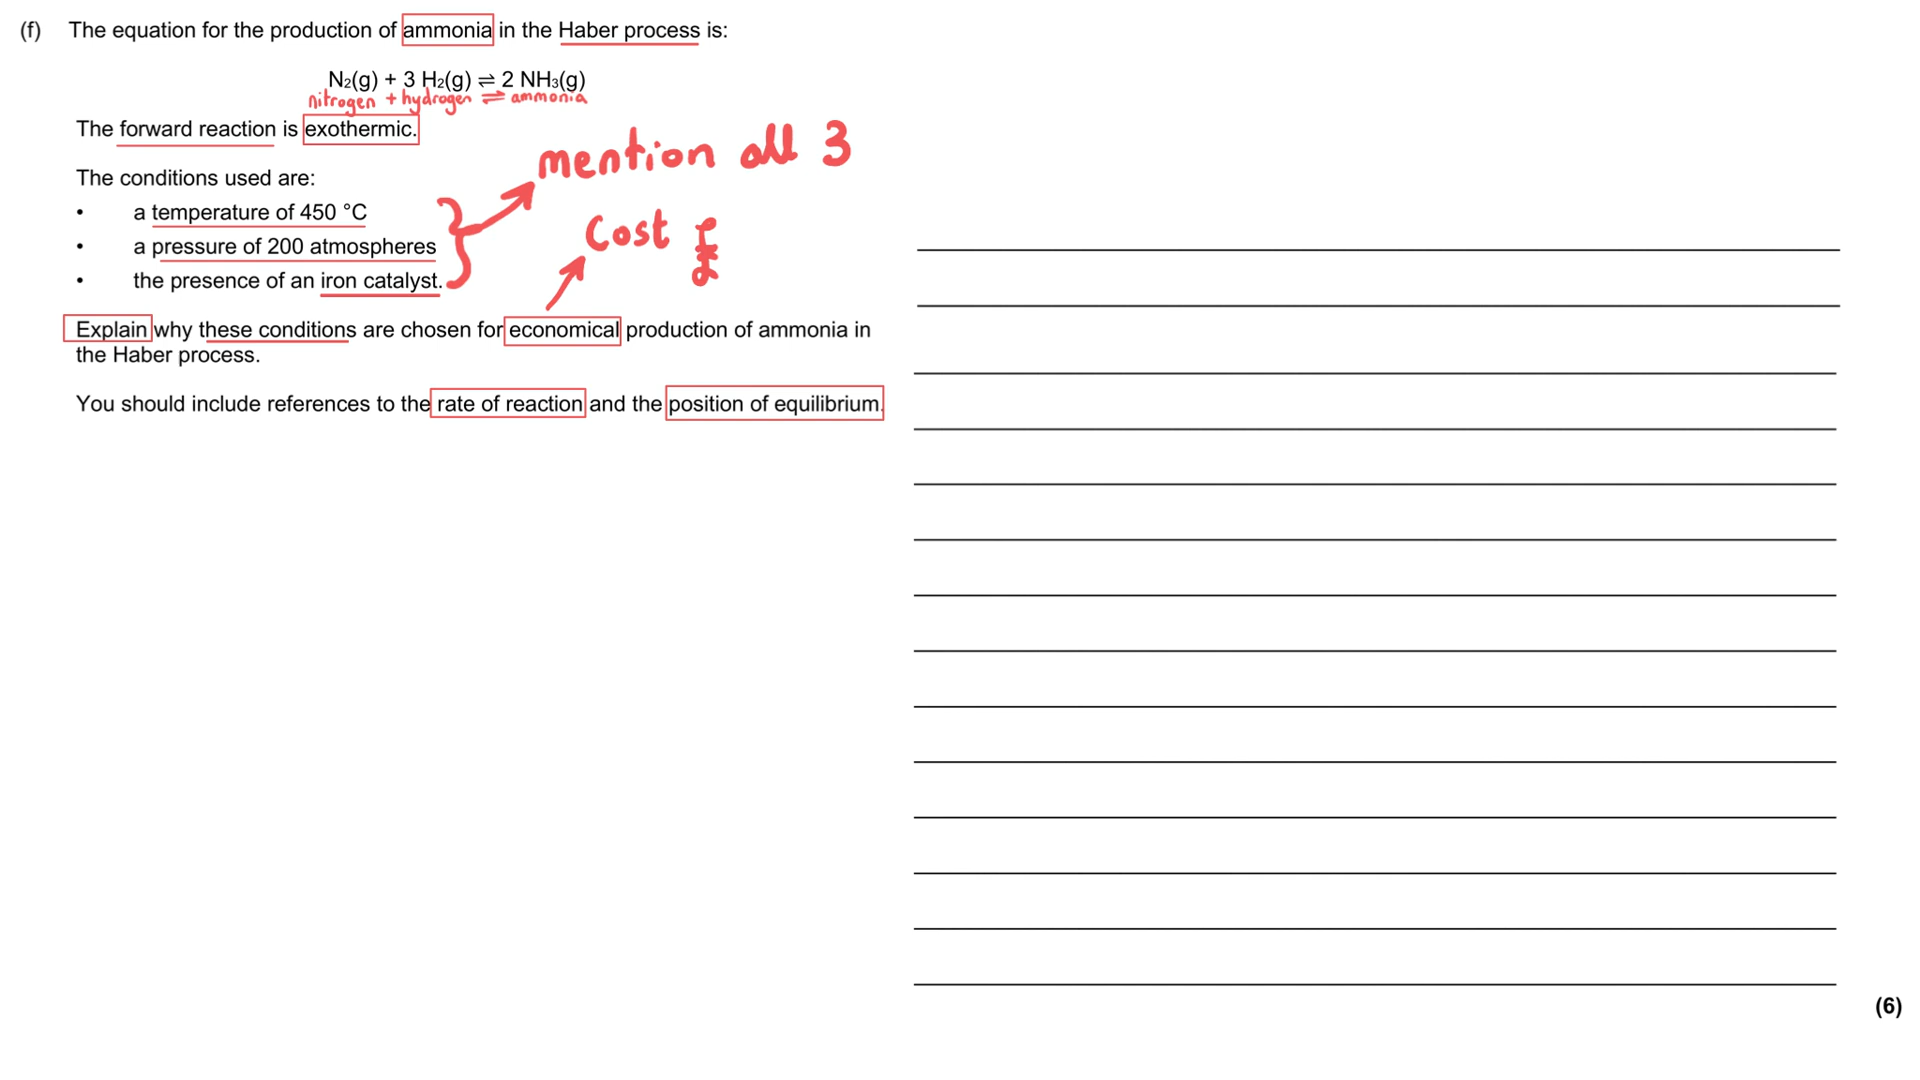 (f) The equation for the production of ammonia in the Haber process is:
N₂(g) + 3 H₂(g) ⇌ 2 NH₃(g)
nitrogen + hydrogen ⇌ ammonia
The forward reaction is exothermic.
mention all 3
The conditions used are:
• a temperature of 450 °C
cost £
• a pressure of 200 atmospheres
• the presence of an iron catalyst.
Explain why these conditions are chosen for economical production of ammonia in
the Haber process.
You should include references to the rate of reaction and the position of equilibrium.
(6)